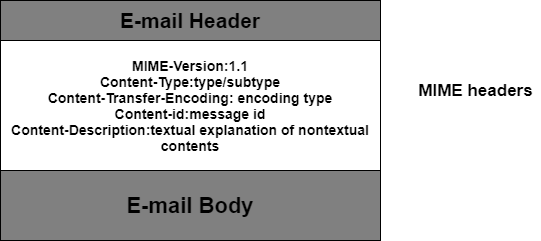 E-mail Header
MIME-Version:1.1
Content-Type:type/subtype
Content-Transfer-Encoding: encoding type
Content-id:message id
Content-Description:textual explanation of nontextual
contents
MIME headers
E-mail Body